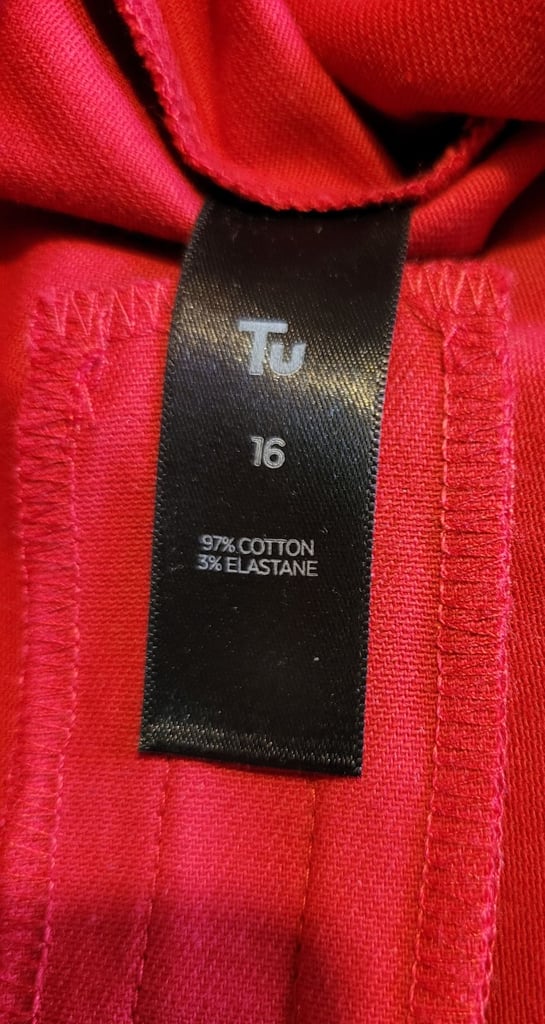 Tu
16
97% COTTON
3% ELASTANE